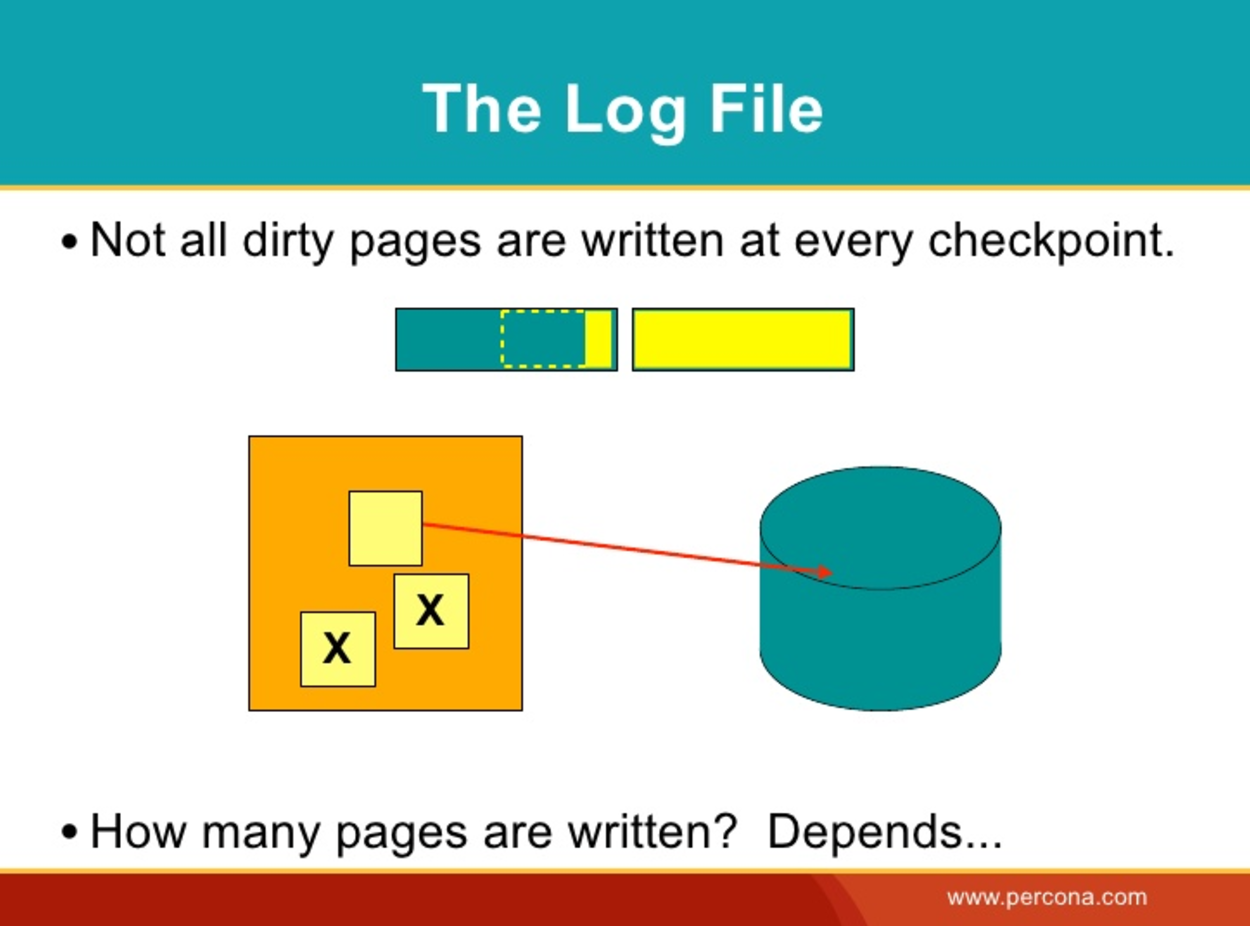 The Log File
• Not all dirty pages are written at every checkpoint.
X
X
• How many pages are written? Depends...
www.percona.com